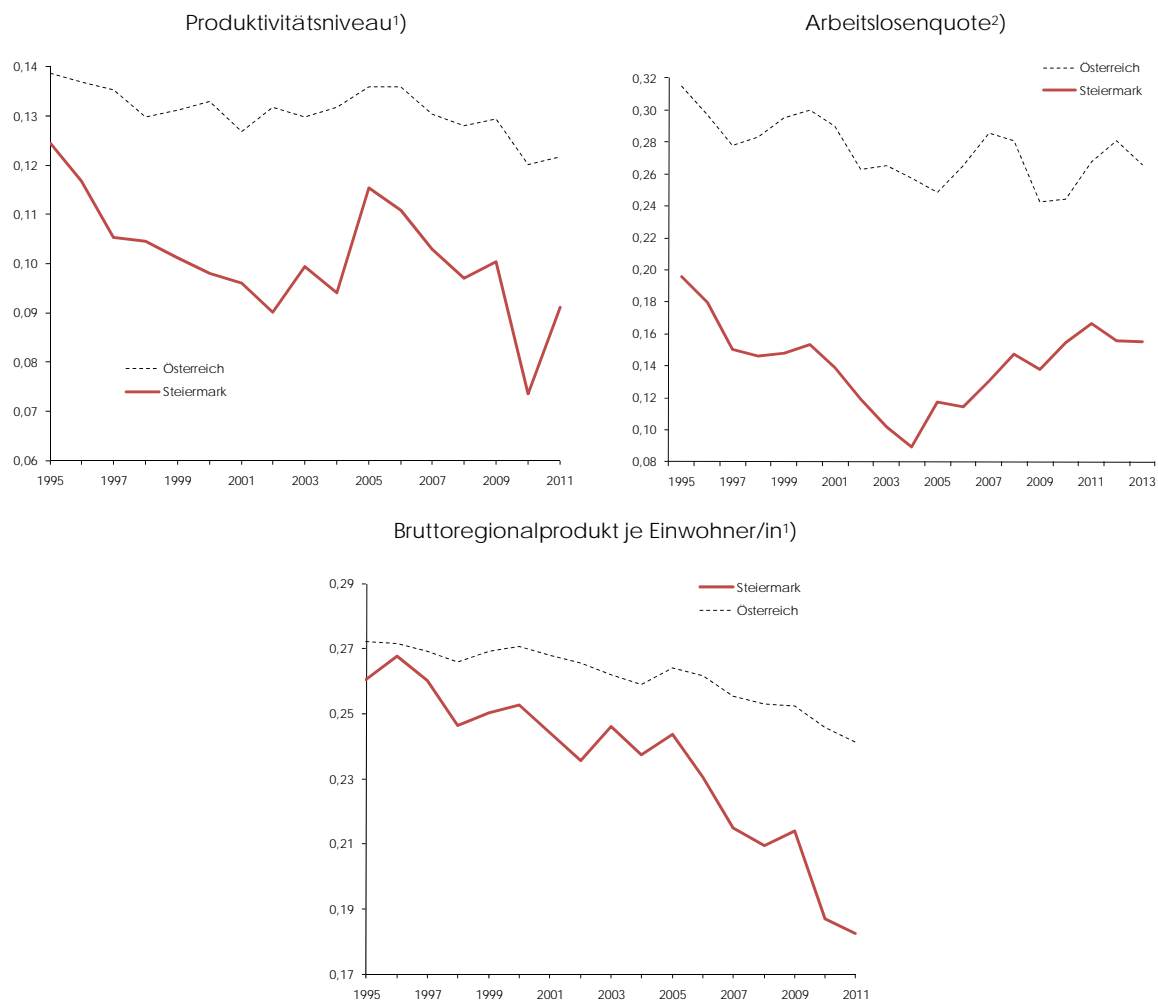 Produktivitätsniveau¹)
0,14
0,13
0,12
0,11
0,10
0,09
0,08
0,07
0,06
Österreich
Steiermark
1995 1997 1999 2001 2003 2005 2007 2009 2011
Arbeitslosenquote²)
Österreich
Steiermark
0,32
0,30
0,28
0,26
0,24
0,22
0,20
0,18
0,16
0,14
0,12
0,10
0,08
1995 1997 1999 2001 2003 2005 2007 2009 2011 2013
Bruttoregionalprodukt je Einwohner/in¹)
Steiermark
Österreich
0,29
0,27
0,25
0,23
0,21
0,19
0,17
1995 1997 1999 2001 2003 2005 2007 2009 2011